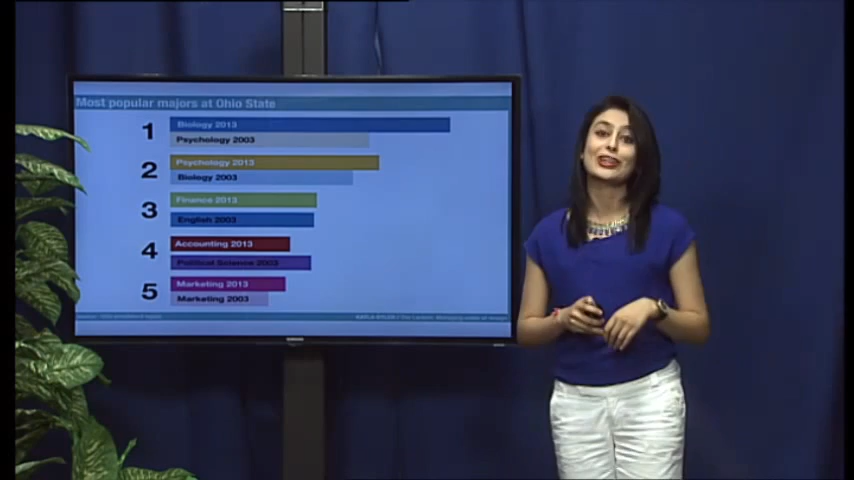 Most popular majors at Ohio State
1
Biology 2013
Psychology 2003
2
Psychology 2013
Biology 2003
3
Finance 2013
English 2003
4
Accounting 2013
Political Science 2003
5
Marketing 2013
Marketing 2003